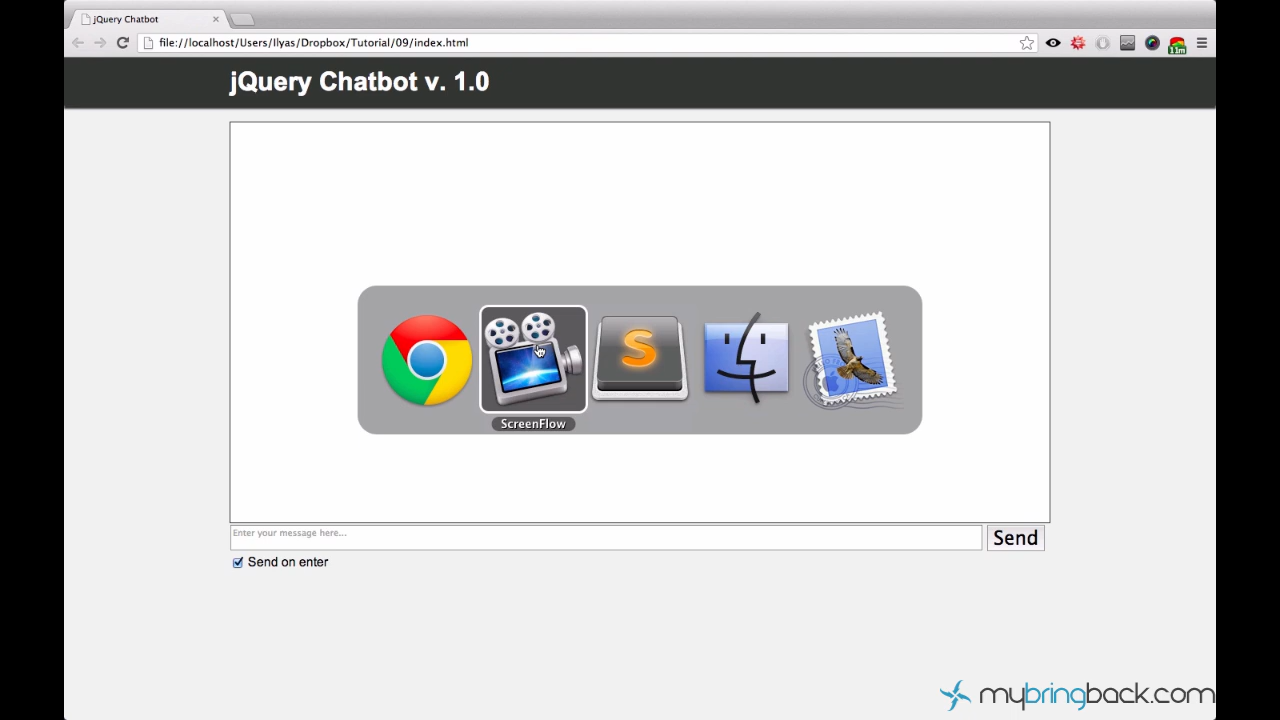 jQuery Chatbot
file://localhost/Users/Ilyas/Dropbox/Tutorial/09/index.html
11m
jQuery Chatbot v. 1.0
S
ScreenFlow
Enter your message here...
Send
Send on enter
mybringback.com